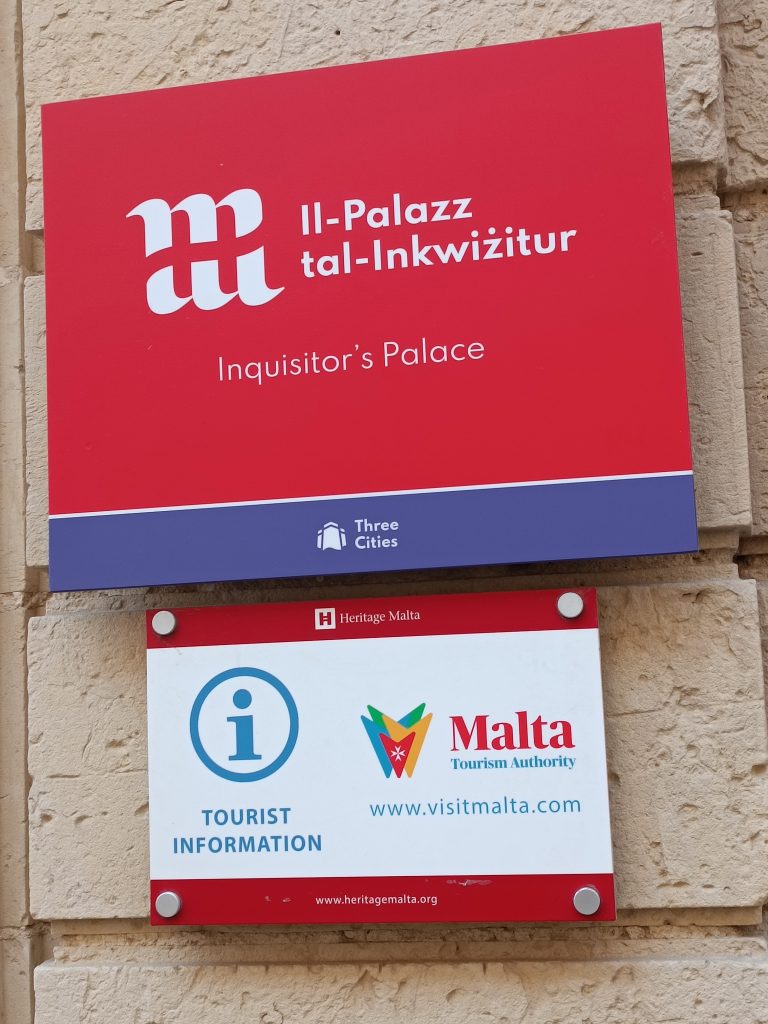 Il-Palazz
tal-Inkwiżitur
Inquisitor's Palace
Three
Cities
Heritage Malta
TOURIST
INFORMATION
Malta
Tourism Authority
www.visitmalta.com
www.heritagemalta.org